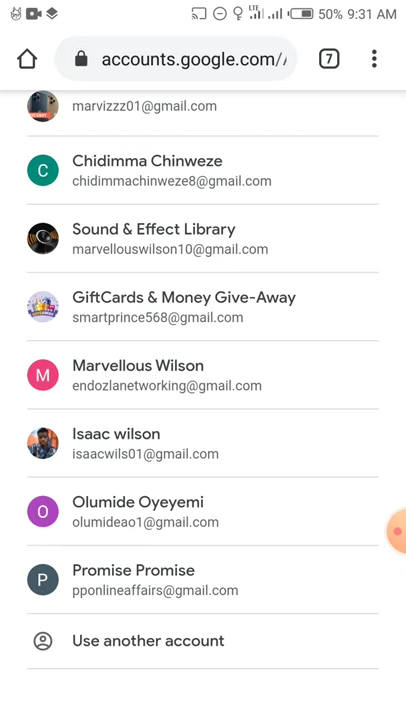 50% 9:31 AM
accounts.google.com/
7
marvizzz01@gmail.com
C
Chidimma Chinweze
chidimmachinweze8@gmail.com
Sound & Effect Library
marvellouswilson10@gmail.com
GiftCards & Money Give-Away
smartprince568@gmail.com
M
Marvellous Wilson
endozlanetworking@gmail.com
Isaac wilson
isaacwils01@gmail.com
O
Olumide Oyeyemi
olumideao1@gmail.com
P
Promise Promise
pponlineaffairs@gmail.com
Use another account